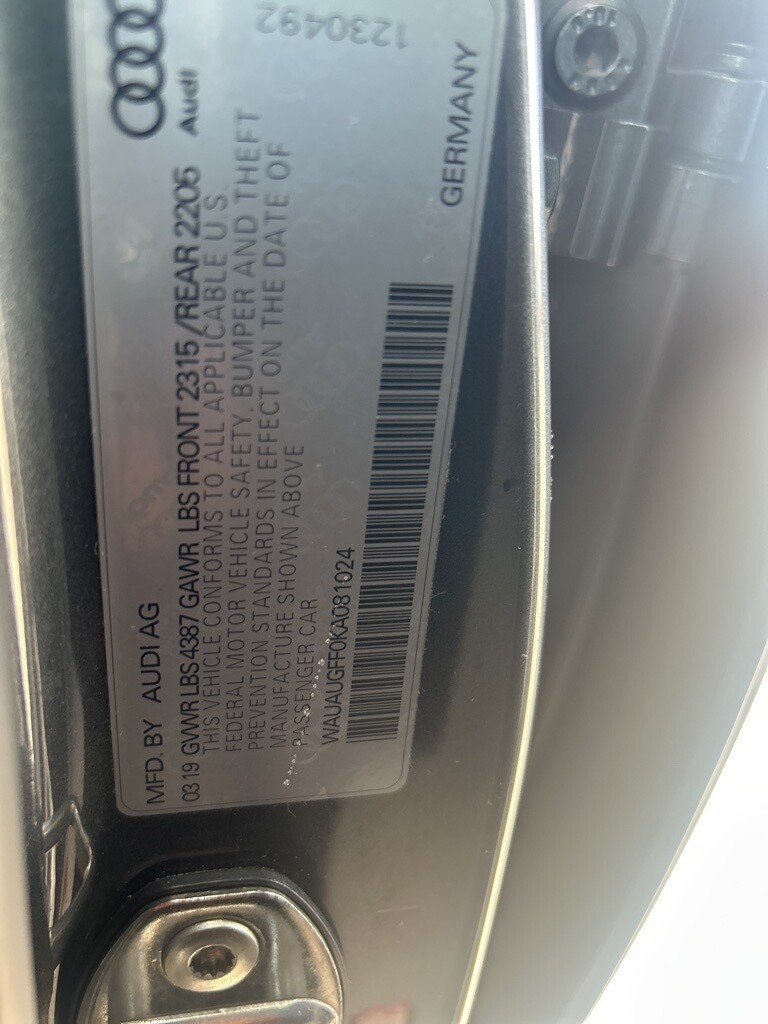 Audi
1230492
MFD. BY AUDI AG
0319 GVWR LBS 4387 GAWR LBS FRONT 2315 /REAR 2205
THIS VEHICLE CONFORMS TO ALL APPLICABLE U.S.
FEDERAL MOTOR VEHICLE SAFETY, BUMPER AND THEFT
PREVENTION STANDARDS IN EFFECT ON THE DATE OF
MANUFACTURE SHOWN ABOVE
PASSENGER CAR
WAUAUGFF0KA081024
GERMANY